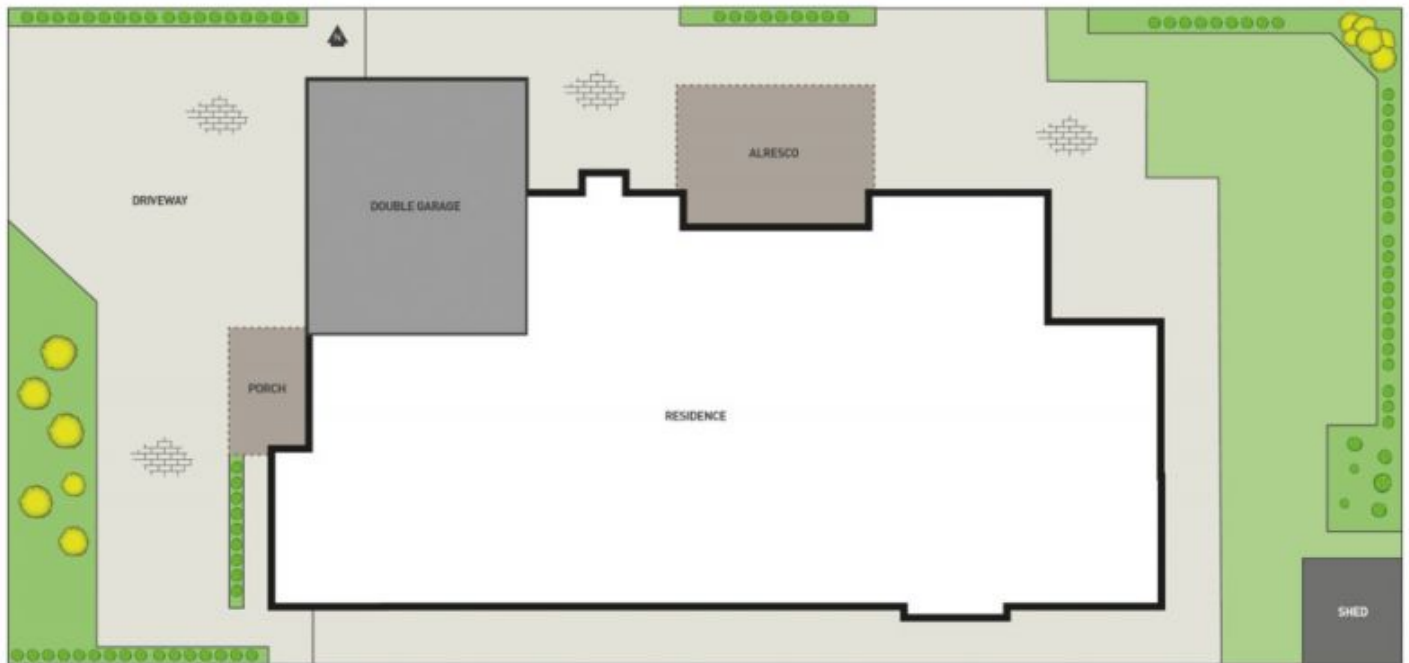 N
ALRESCO
DRIVEWAY
DOUBLE GARAGE
PORCH
RESIDENCE
SHED